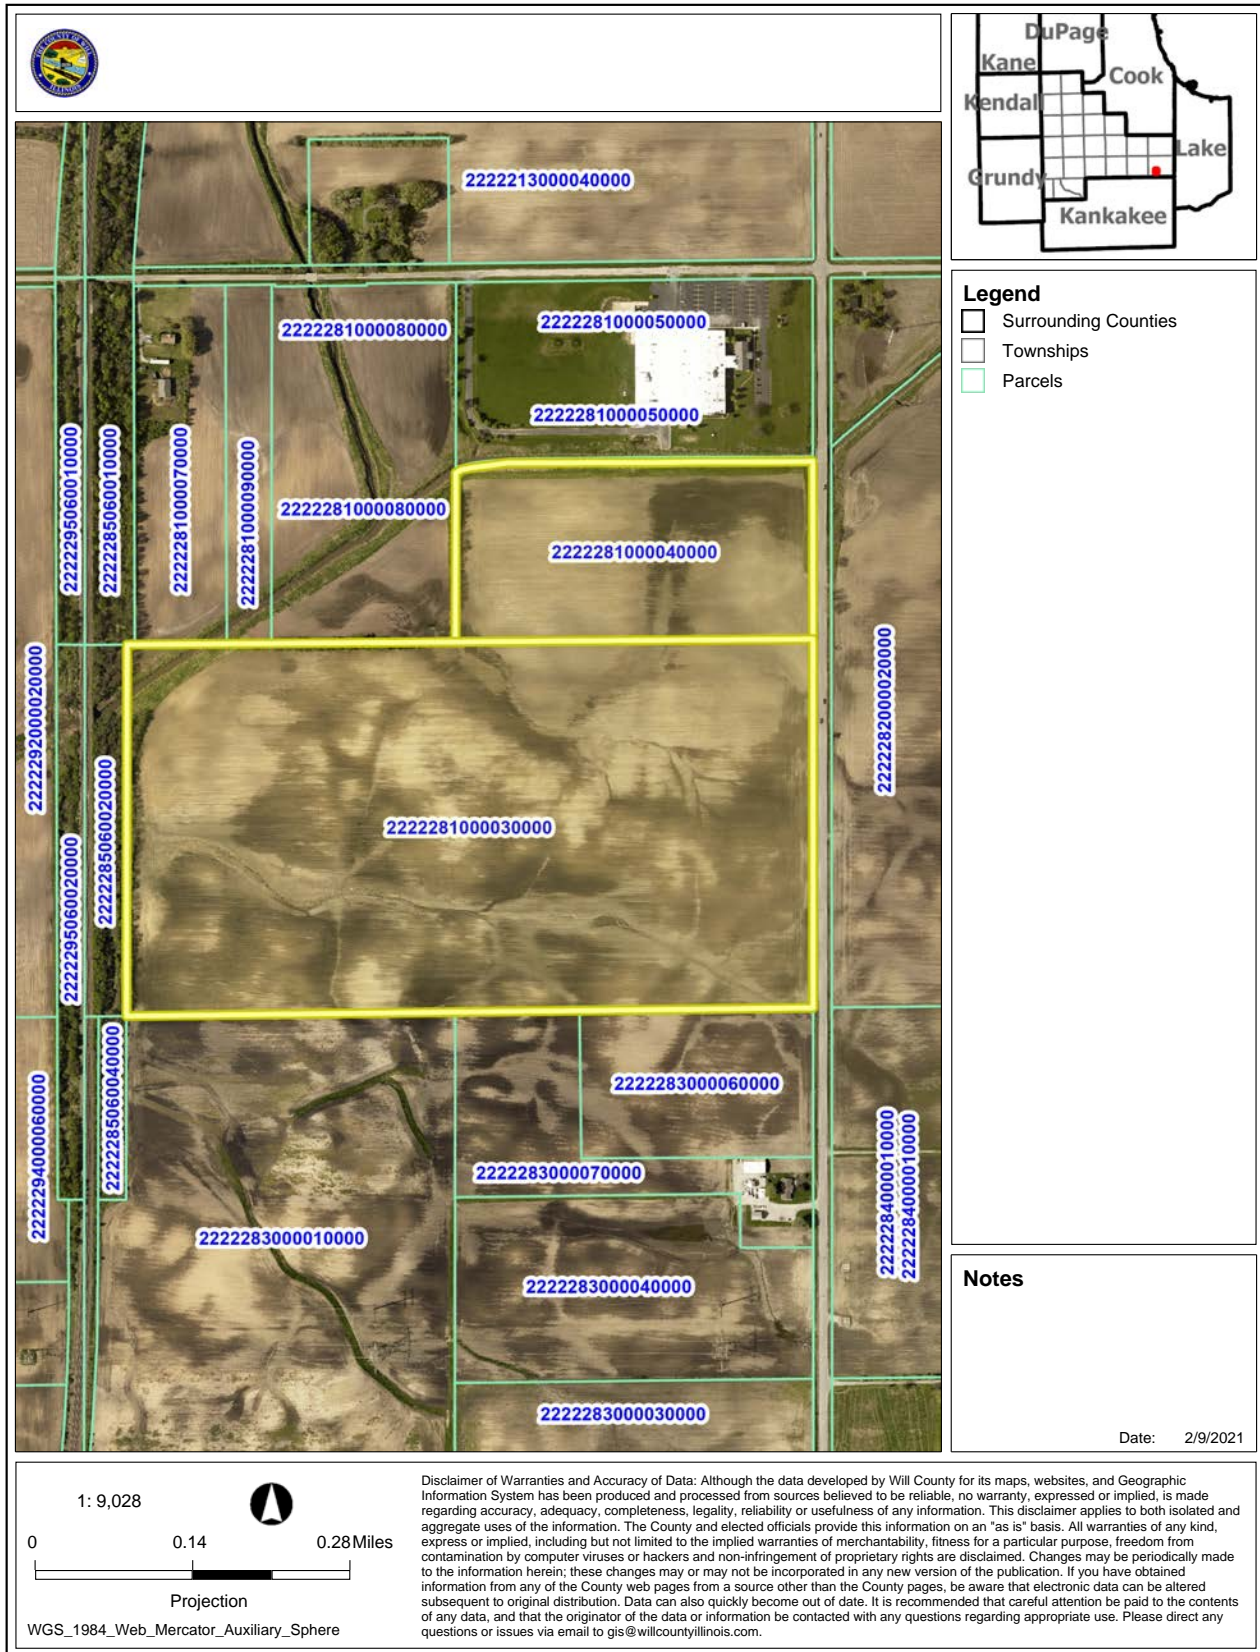 THE COUNTY OF WILL
ILLINOIS
DuPage
Kane
Cook
Kendall
Lake
Grundy
Kankakee
Legend
Surrounding Counties
Townships
Parcels
2222213000040000
2222281000080000
2222281000050000
2222281000050000
2222295060010000
2222285060010000
2222281000070000
2222281000090000
2222281000080000
2222281000040000
2222292000020000
2222282000020000
2222285060020000
2222281000030000
2222295060020000
2222294000060000
2222285060040000
2222283000060000
2222283000070000
2222284000010000
2222284000010000
2222283000010000
2222283000040000
2222283000030000
Notes
Date: 2/9/2021
1: 9,028
0 0.14 0.28 Miles
Projection
WGS_1984_Web_Mercator_Auxiliary_Sphere
Disclaimer of Warranties and Accuracy of Data: Although the data developed by Will County for its maps, websites, and Geographic
Information System has been produced and processed from sources believed to be reliable, no warranty, expressed or implied, is made
regarding accuracy, adequacy, completeness, legality, reliability or usefulness of any information. This disclaimer applies to both isolated and
aggregate uses of the information. The County and elected officials provide this information on an "as is" basis. All warranties of any kind,
express or implied, including but not limited to the implied warranties of merchantability, fitness for a particular purpose, freedom from
contamination by computer viruses or hackers and non-infringement of proprietary rights are disclaimed. Changes may be periodically made
to the information herein; these changes may or may not be incorporated in any new version of the publication. If you have obtained
information from any of the County web pages from a source other than the County pages, be aware that electronic data can be altered
subsequent to original distribution. Data can also quickly become out of date. It is recommended that careful attention be paid to the contents
of any data, and that the originator of the data or information be contacted with any questions regarding appropriate use. Please direct any
questions or issues via email to gis@willcountyillinois.com.